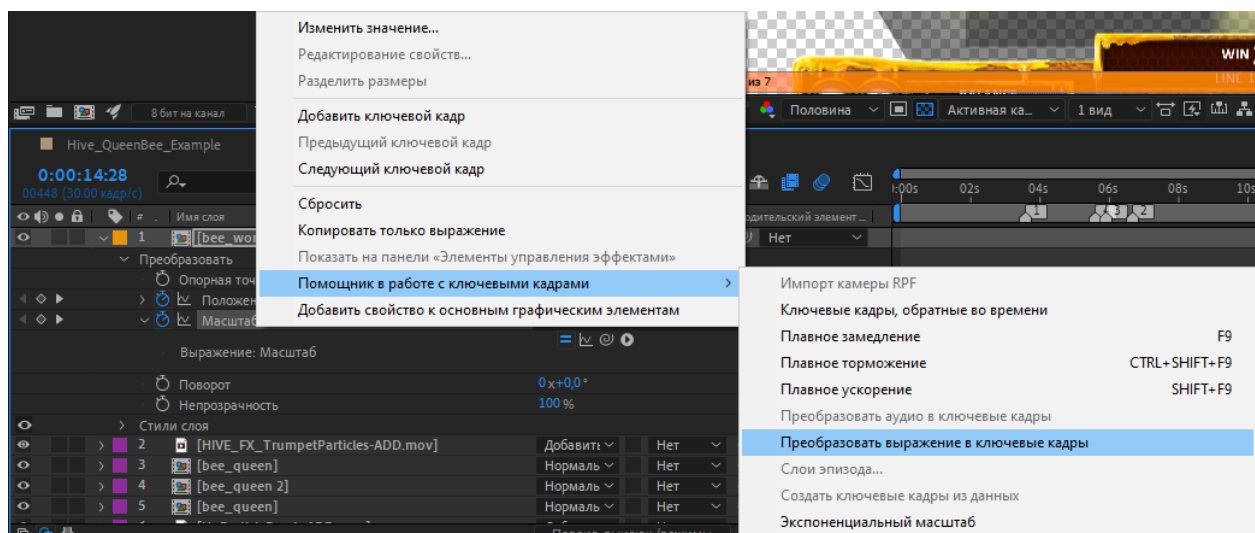 Изменить значение...
Редактирование свойств...
Разделить размеры
Добавить ключевой кадр
Предыдущий ключевой кадр
Следующий ключевой кадр
Сбросить
Копировать только выражение
Показать на панели «Элементы управления эффектами»
Помощник в работе с ключевыми кадрами
Добавить свойство к основным графическим элементам
WIN
LINE 1
из 7
8 бит на канал
Половина
Активная ка...
1 вид
Hive_QueenBee_Example
0:00:14:28
00448 (30.00 кадр/с)
:00s 02s 04s 06s 08s 10s
# Имя слоя
одительский элемент ...
1 3 2
1 [bee_wor
Нет
Преобразовать
Опорная точ
Положен
Масштаб
Выражение: Масштаб
Поворот 0x+0,0°
Непрозрачность 100 %
Стили слоя
2 [HIVE_FX_TrumpetParticles-ADD.mov] Добавить Нет
3 [bee_queen] Нормаль Нет
4 [bee_queen 2] Нормаль Нет
5 [bee_queen] Нормаль Нет
Импорт камеры RPF
Ключевые кадры, обратные во времени
Плавное замедление F9
Плавное торможение CTRL+SHIFT+F9
Плавное ускорение SHIFT+F9
Преобразовать аудио в ключевые кадры
Преобразовать выражение в ключевые кадры
Слои эпизода...
Создать ключевые кадры из данных
Экспоненциальный масштаб